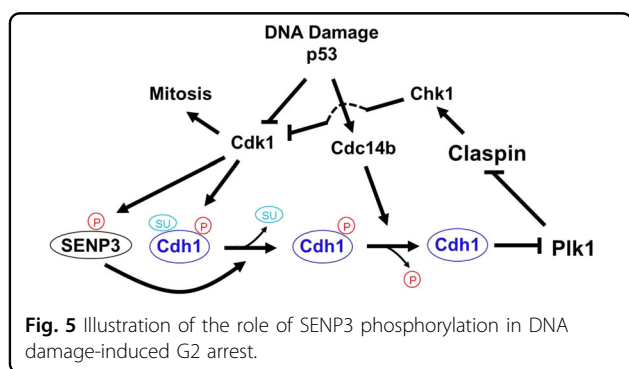 DNA Damage
p53
Mitosis
Chk1
Cdk1
Cdc14b
Claspin
P
SU
P
SU
P
SENP3
Cdh1
Cdh1
Cdh1
Plk1
P
Fig. 5 Illustration of the role of SENP3 phosphorylation in DNA
damage-induced G2 arrest.